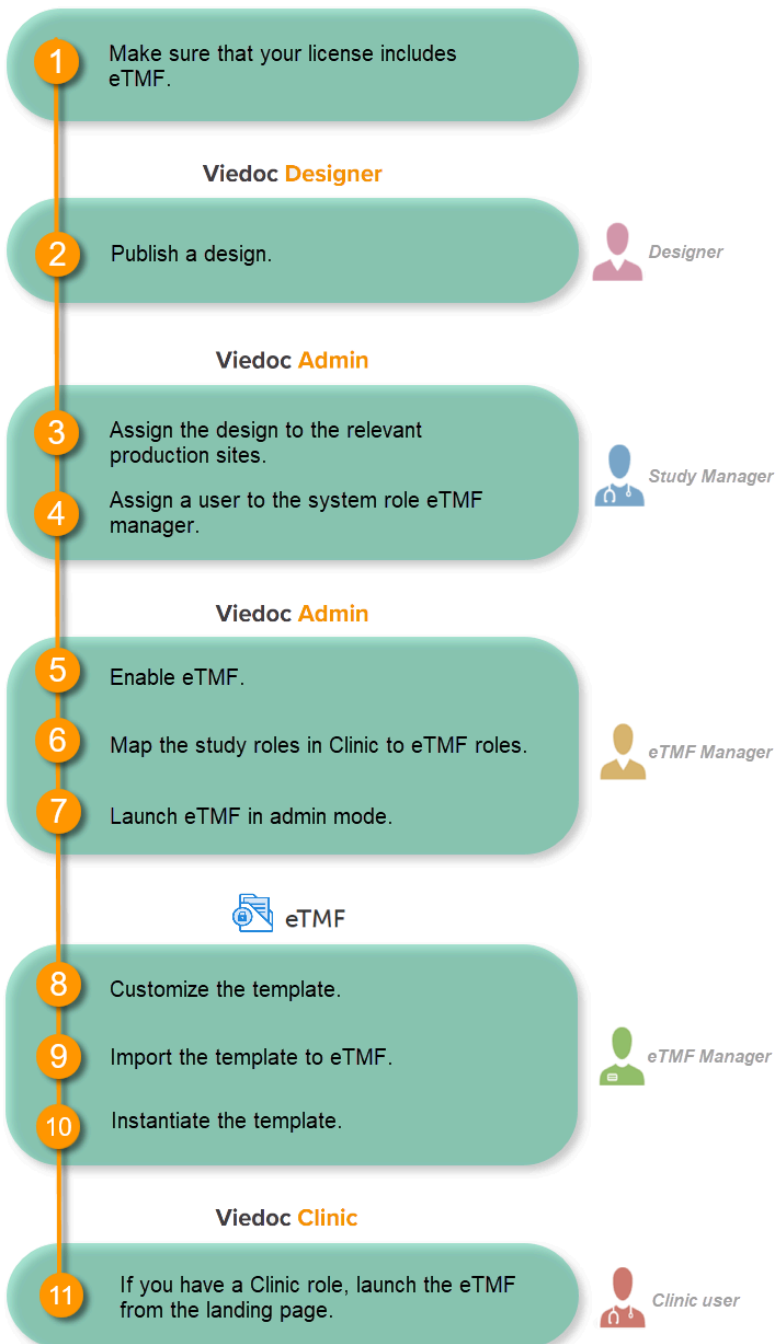 1
Make sure that your license includes
eTMF.
Viedoc Designer
2
Publish a design.
Designer
Viedoc Admin
3
Assign the design to the relevant
production sites.
Study Manager
4
Assign a user to the system role eTMF
manager.
Viedoc Admin
5
Enable eTMF.
6
Map the study roles in Clinic to eTMF roles.
eTMF Manager
7
Launch eTMF in admin mode.
eTMF
8
Customize the template.
9
Import the template to eTMF.
eTMF Manager
10
Instantiate the template.
Viedoc Clinic
11
If you have a Clinic role, launch the eTMF
from the landing page.
Clinic user